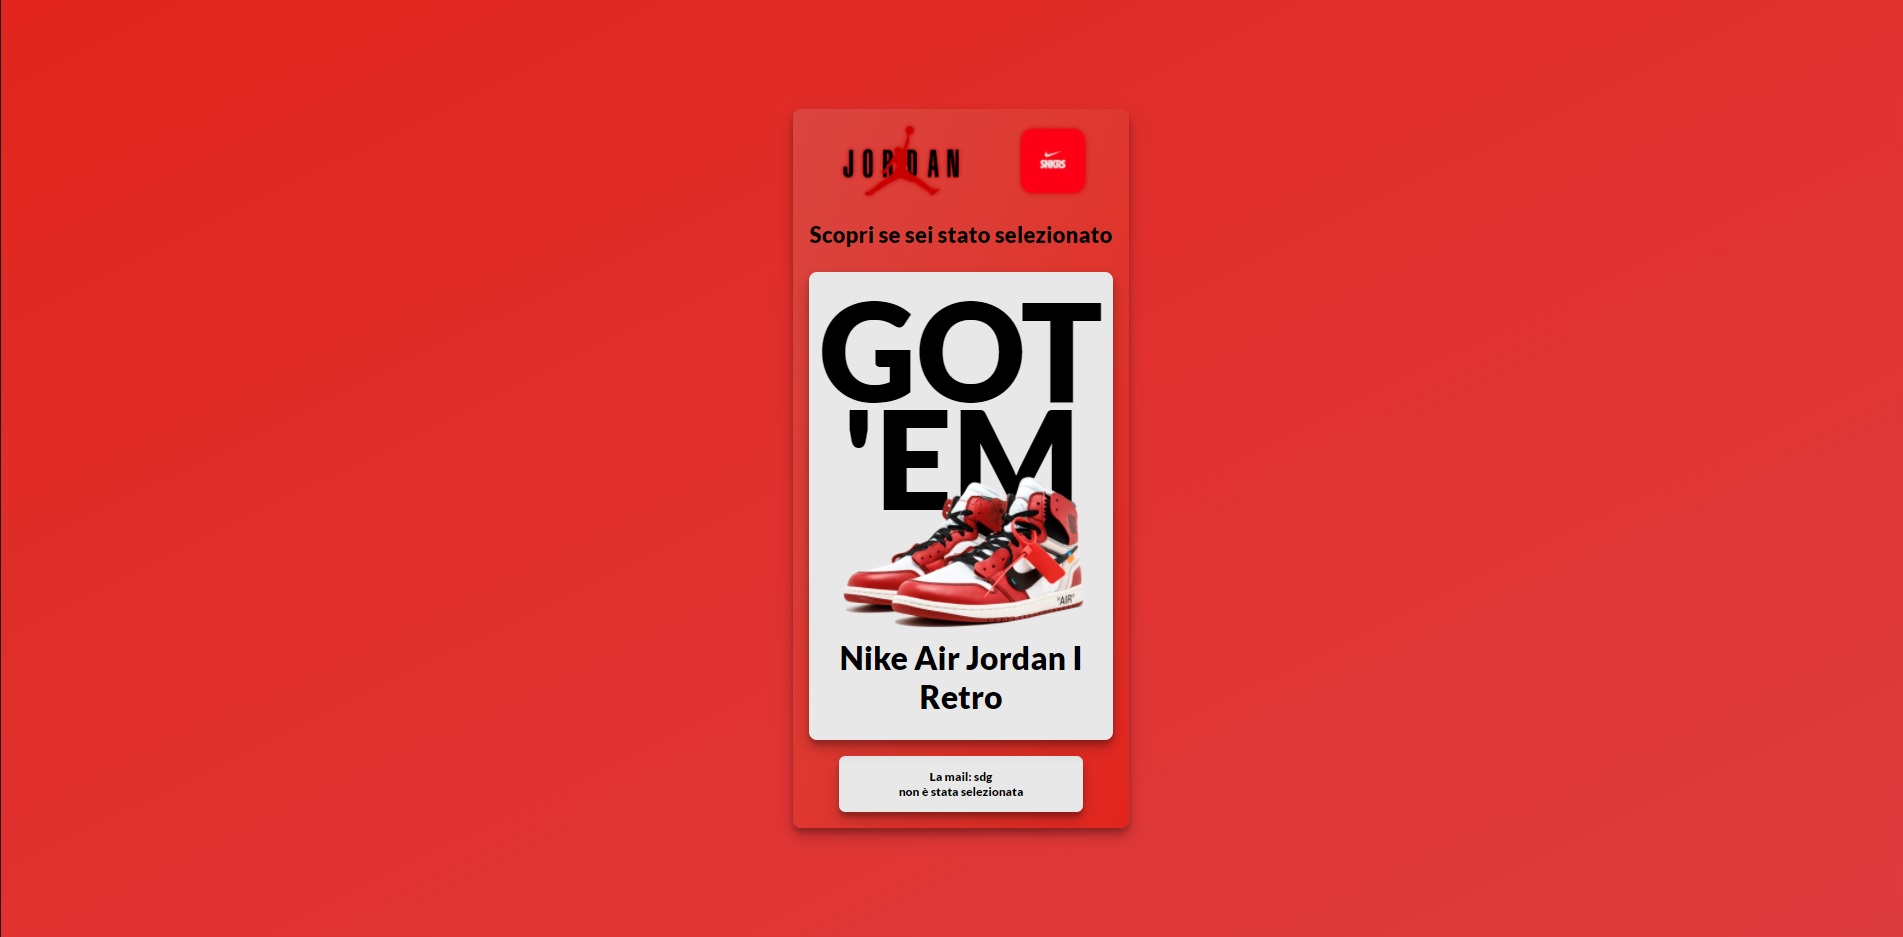 JORDAN
SNKRS
Scopri se sei stato selezionato
GOT
'EM
"AIR"
Nike Air Jordan I
Retro
La mail: sdg
non è stata selezionata